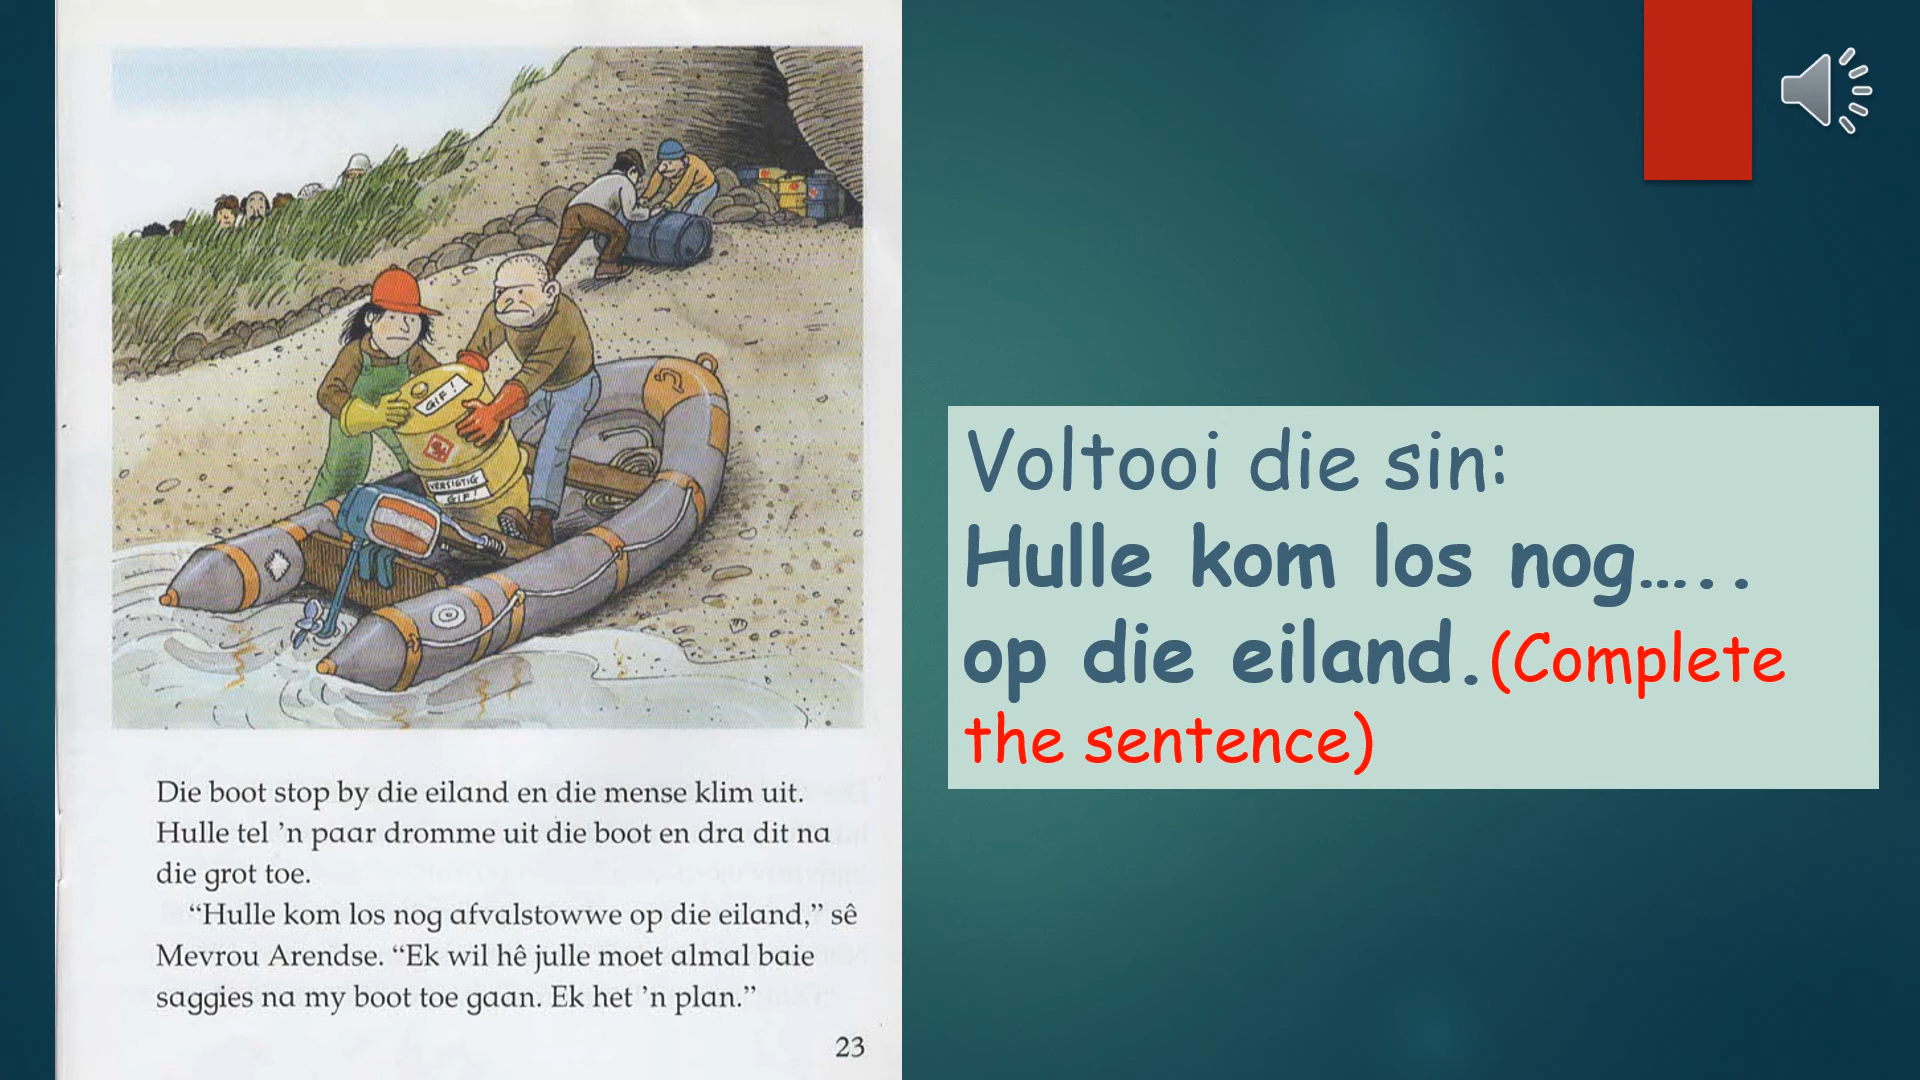 GIF!
VERSIGTIG
GIF!
Die boot stop by die eiland en die mense klim uit.
Hulle tel ’n paar dromme uit die boot en dra dit na
die grot toe.
“Hulle kom los nog afvalstowwe op die eiland,” sê
Mevrou Arendse. “Ek wil hê julle moet almal baie
saggies na my boot toe gaan. Ek het ’n plan.”
23
Voltooi die sin:
Hulle kom los nog…..
op die eiland.(Complete
the sentence)